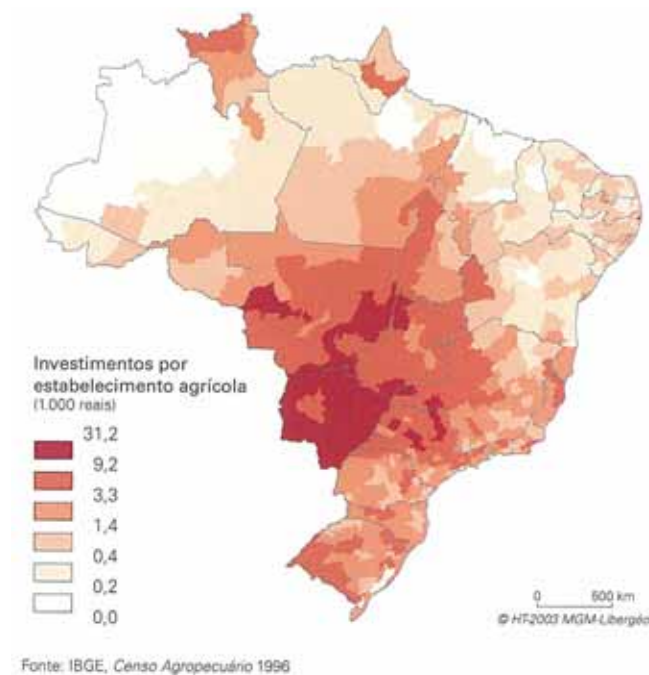 Investimentos por
estabelecimento agrícola
(1.000 reais)
31,2
9,2
3,3
1,4
0,4
0,2
0,0
0 600 km
© HT-2003 MGM-Libergéo
Fonte: IBGE, Censo Agropecuário 1996